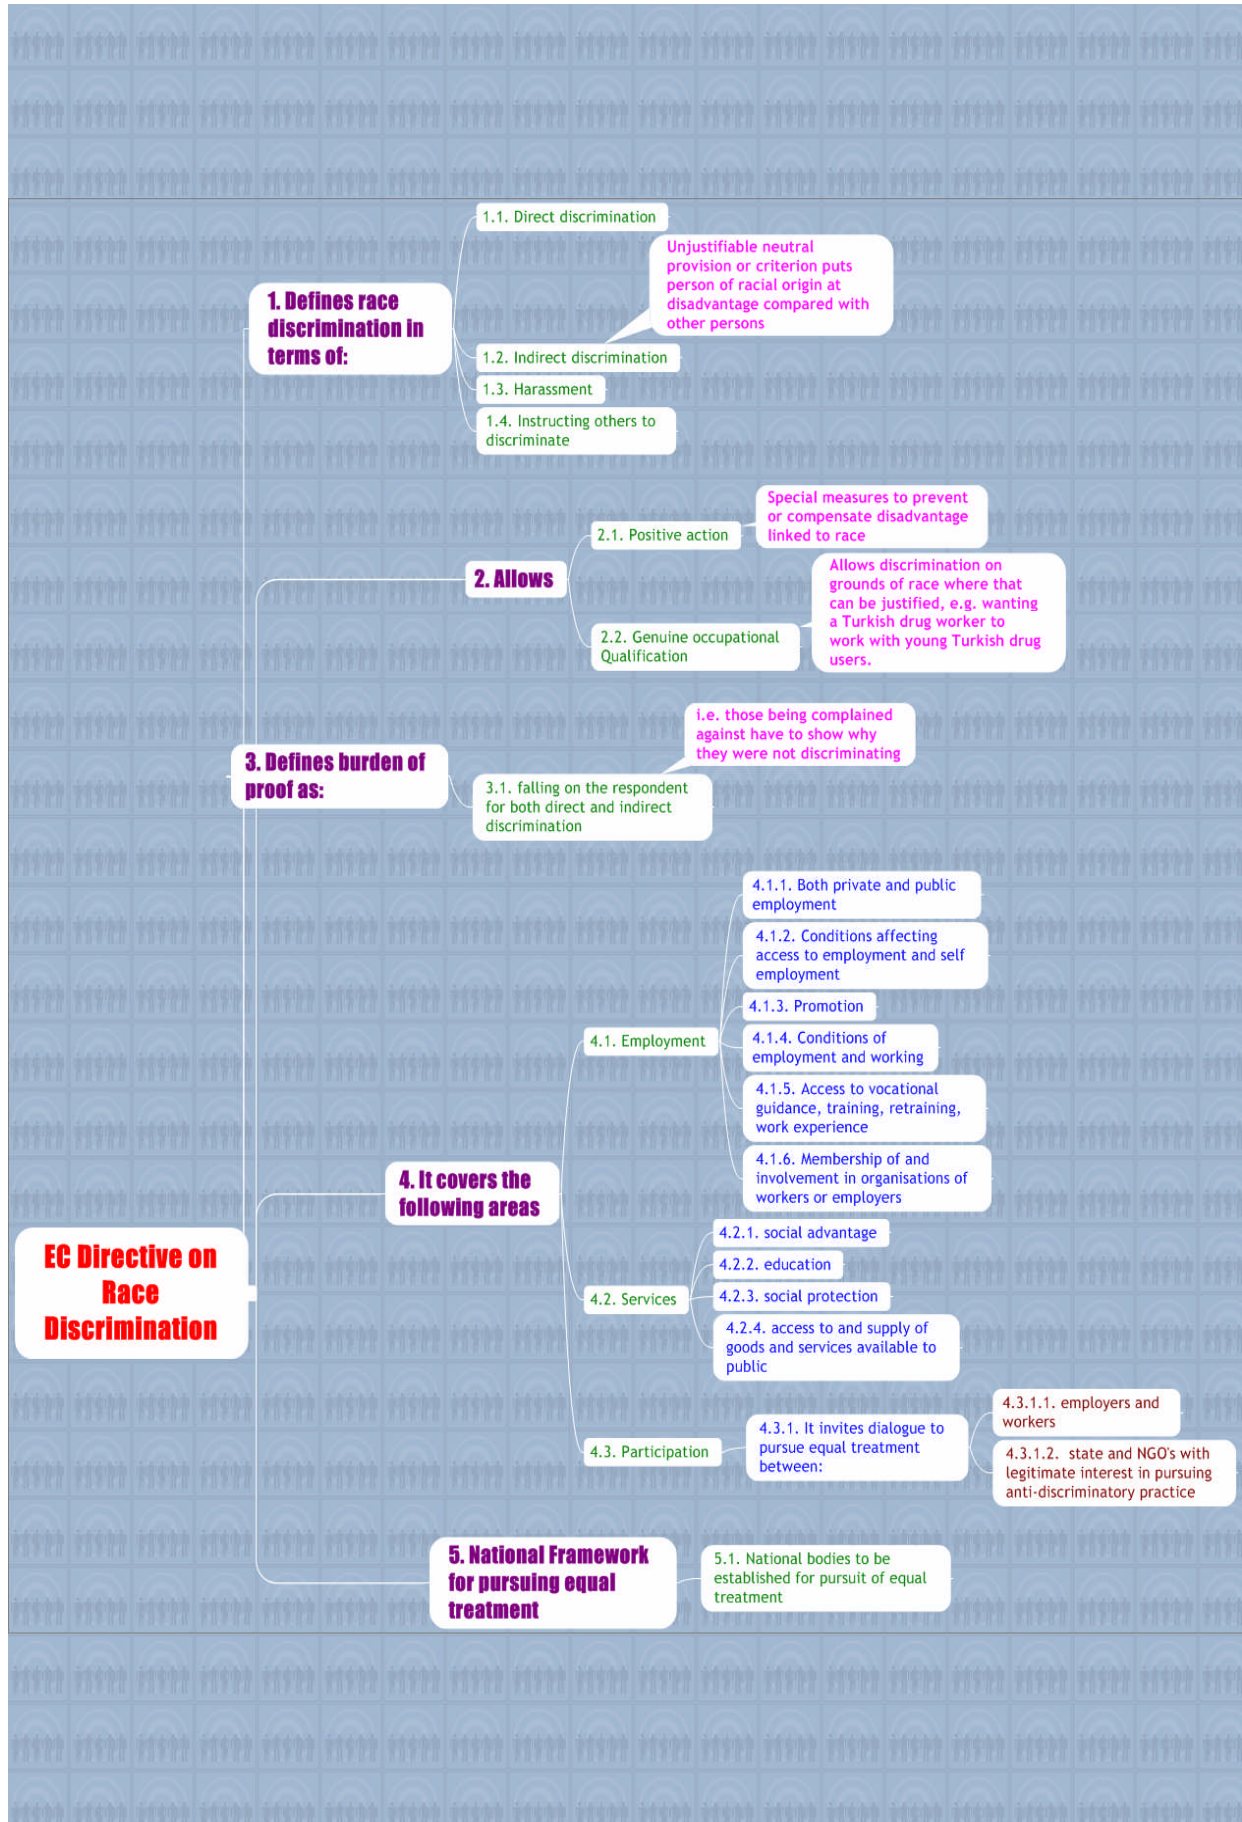 1.1. Direct discrimination
Unjustifiable neutral
provision or criterion puts
person of racial origin at
disadvantage compared with
other persons
1. Defines race
discrimination in
terms of:
1.2. Indirect discrimination
1.3. Harassment
1.4. Instructing others to
discriminate
Special measures to prevent
or compensate disadvantage
linked to race
2.1. Positive action
2. Allows
Allows discrimination on
grounds of race where that
can be justified, e.g. wanting
a Turkish drug worker to
work with young Turkish drug
users.
2.2. Genuine occupational
Qualification
i.e. those being complained
against have to show why
they were not discriminating
3. Defines burden of
proof as:
3.1. falling on the respondent
for both direct and indirect
discrimination
4.1.1. Both private and public
employment
4.1.2. Conditions affecting
access to employment and self
employment
4.1.3. Promotion
4.1. Employment
4.1.4. Conditions of
employment and working
4.1.5. Access to vocational
guidance, training, retraining,
work experience
4.1.6. Membership of and
involvement in organisations of
workers or employers
4. It covers the
following areas
4.2.1. social advantage
4.2.2. education
4.2. Services
4.2.3. social protection
4.2.4. access to and supply of
goods and services available to
public
EC Directive on
Race
Discrimination
4.3. Participation
4.3.1. It invites dialogue to
pursue equal treatment
between:
4.3.1.1. employers and
workers
4.3.1.2. state and NGO's with
legitimate interest in pursuing
anti-discriminatory practice
5. National Framework
for pursuing equal
treatment
5.1. National bodies to be
established for pursuit of equal
treatment